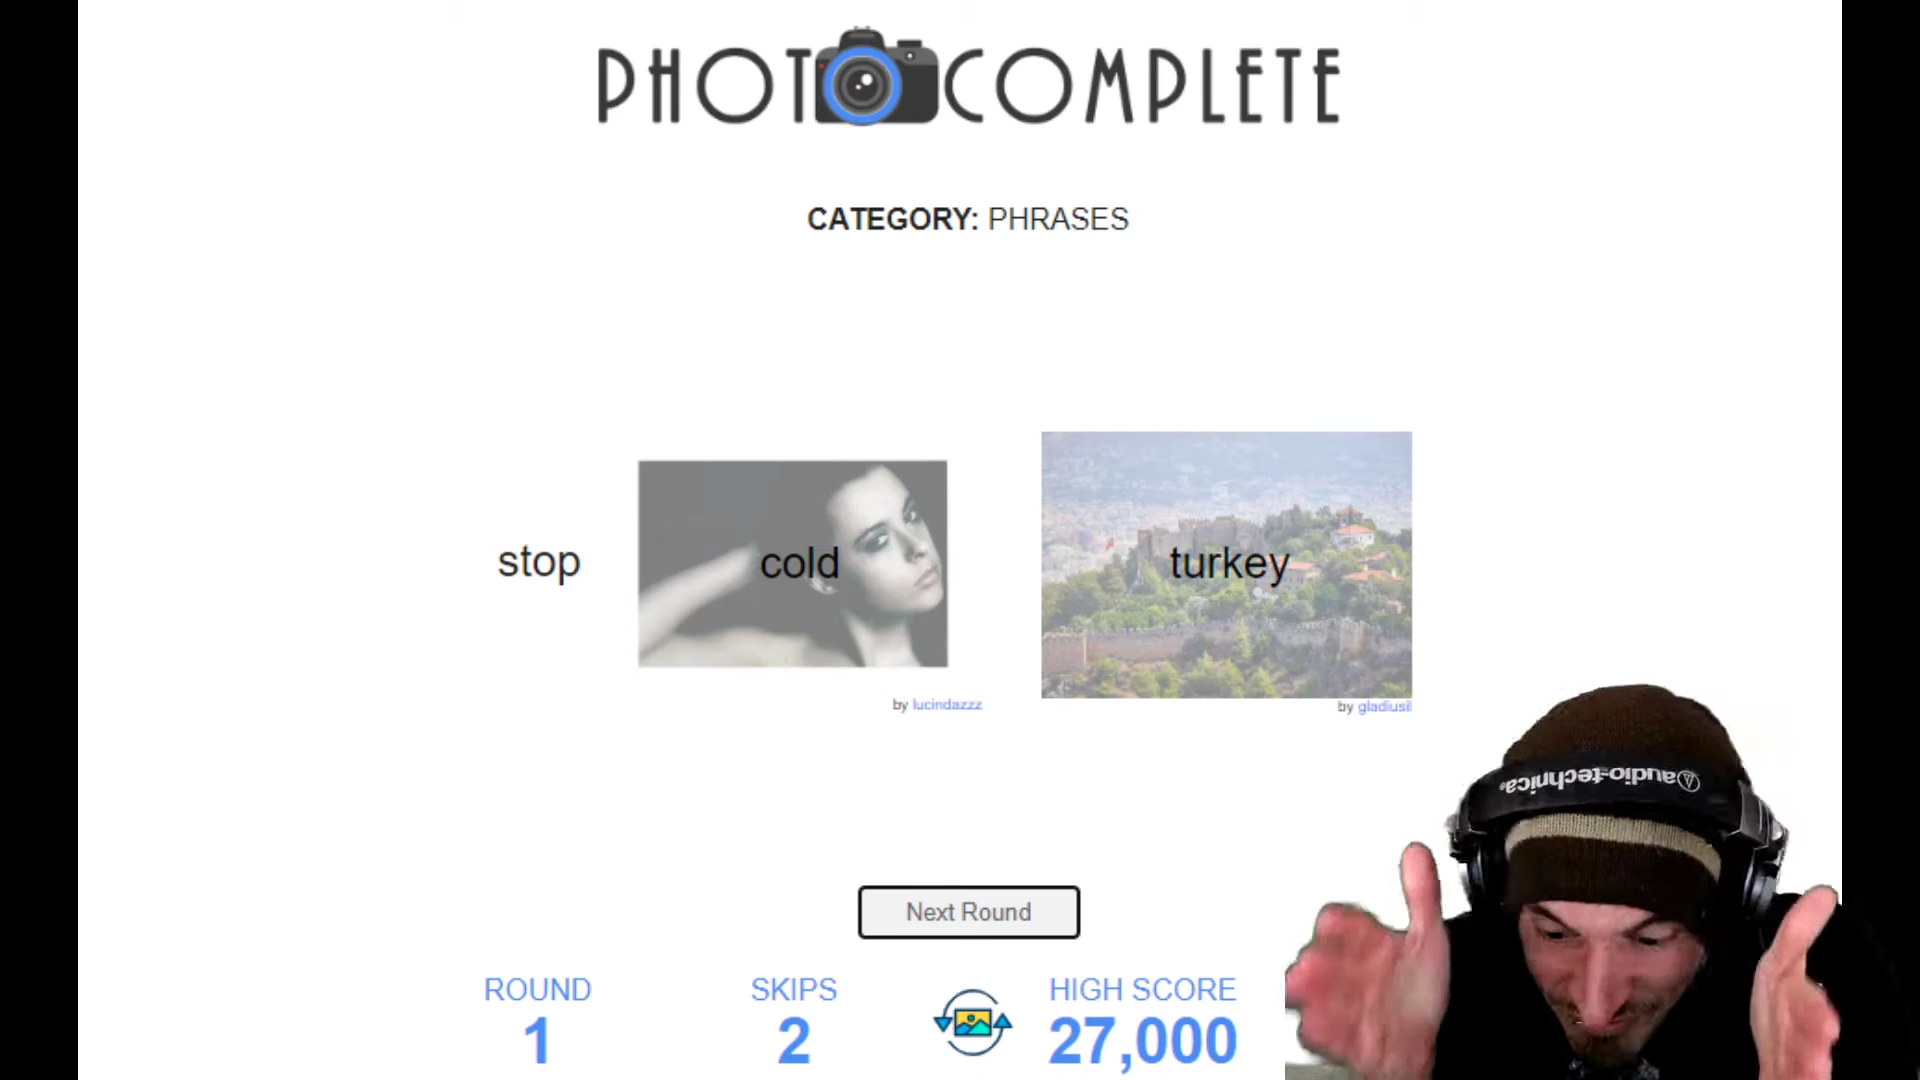 PHOTOCOMPLETE
CATEGORY: PHRASES
stop cold turkey
by lucindazzz by gladiusil
audio-technica
Next Round
ROUND SKIPS HIGH SCORE
1 2 27,000